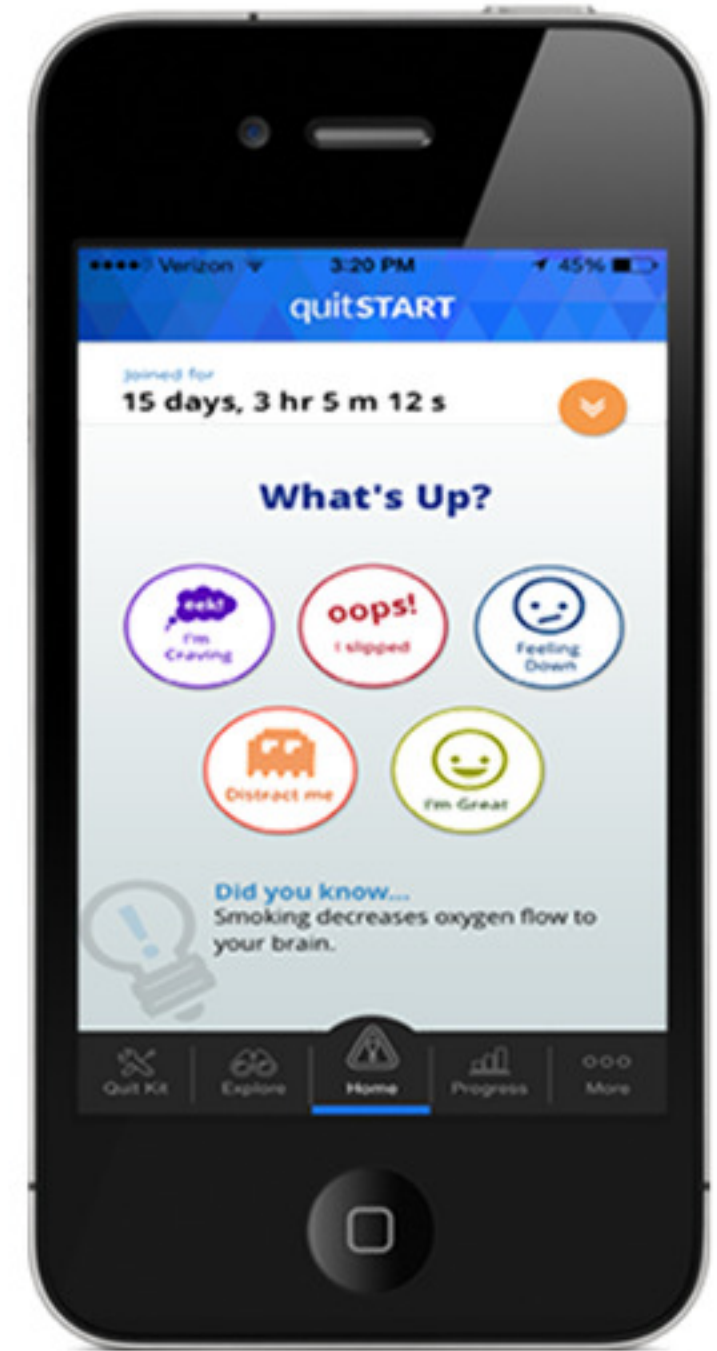 Verizon 3:20 PM 45%
quitSTART
Joined for
15 days, 3 hr 5 m 12 s
What's Up?
eek!
I'm
Craving
oops!
I slipped
Feeling
Down
Distract me
I'm Great
Did you know...
Smoking decreases oxygen flow to
your brain.
Quit Kit Explore Home Progress More